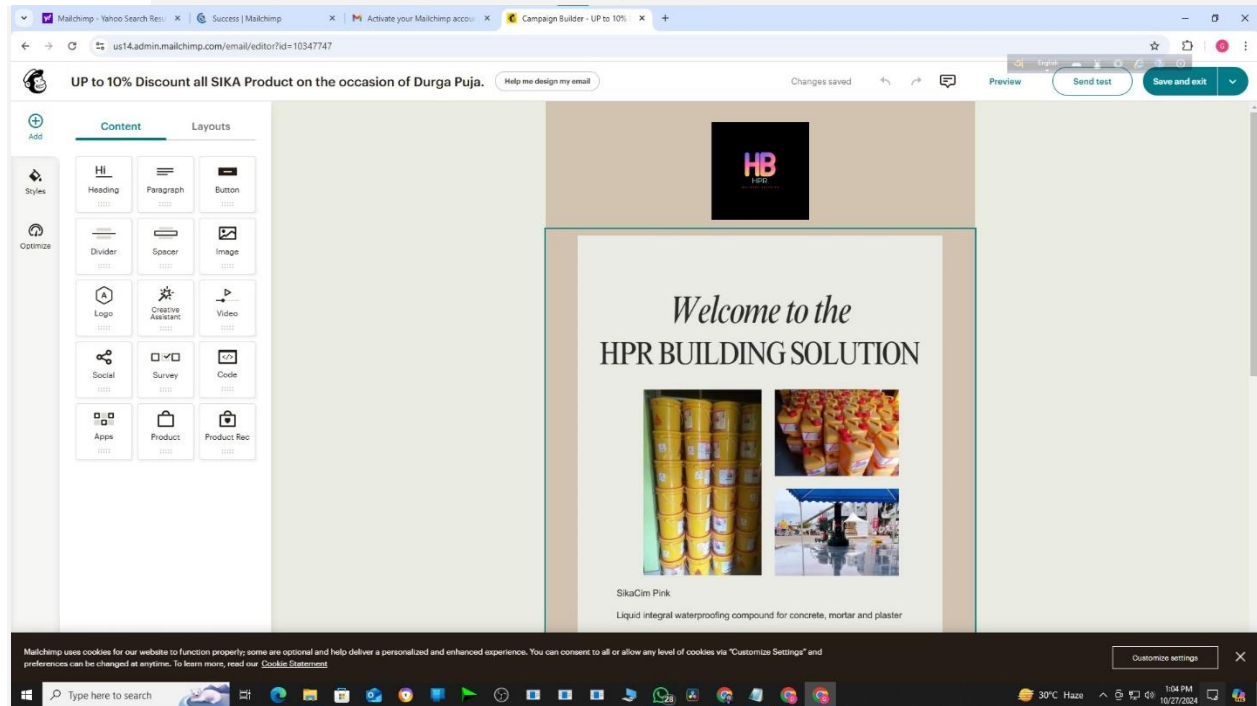 Mailchimp - Yahoo Search Resu
Success | Mailchimp
Activate your Mailchimp accou
Campaign Builder - UP to 10%
us14.admin.mailchimp.com/email/editor?id=10347747
UP to 10% Discount all SIKA Product on the occasion of Durga Puja.
Help me design my email
Changes saved
Preview
Send test
Save and exit
English
Add
Styles
Optimize
Content
Layouts
Hi
Heading
Paragraph
Button
Divider
Spacer
Image
Logo
Creative
Assistant
Video
Social
Survey
Code
Apps
Product
Product Rec
HB
HPR
Welcome to the
HPR BUILDING SOLUTION
SikaCim Pink
Liquid integral waterproofing compound for concrete, mortar and plaster
Mailchimp uses cookies for our website to function properly; some are optional and help deliver a personalized and enhanced experience. You can consent to all or allow any level of cookies via "Customize Settings" and
preferences can be changed at anytime. To learn more, read our Cookie Statement
Customize settings
Type here to search
28
30°C Haze
1:04 PM
10/27/2024